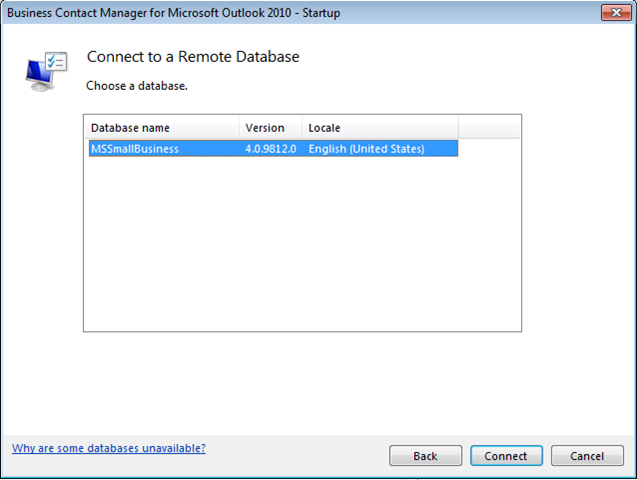 Business Contact Manager for Microsoft Outlook 2010 - Startup
Connect to a Remote Database
Choose a database.
Database name Version Locale
MSSmallBusiness 4.0.9812.0 English (United States)
Why are some databases unavailable?
Back Connect Cancel